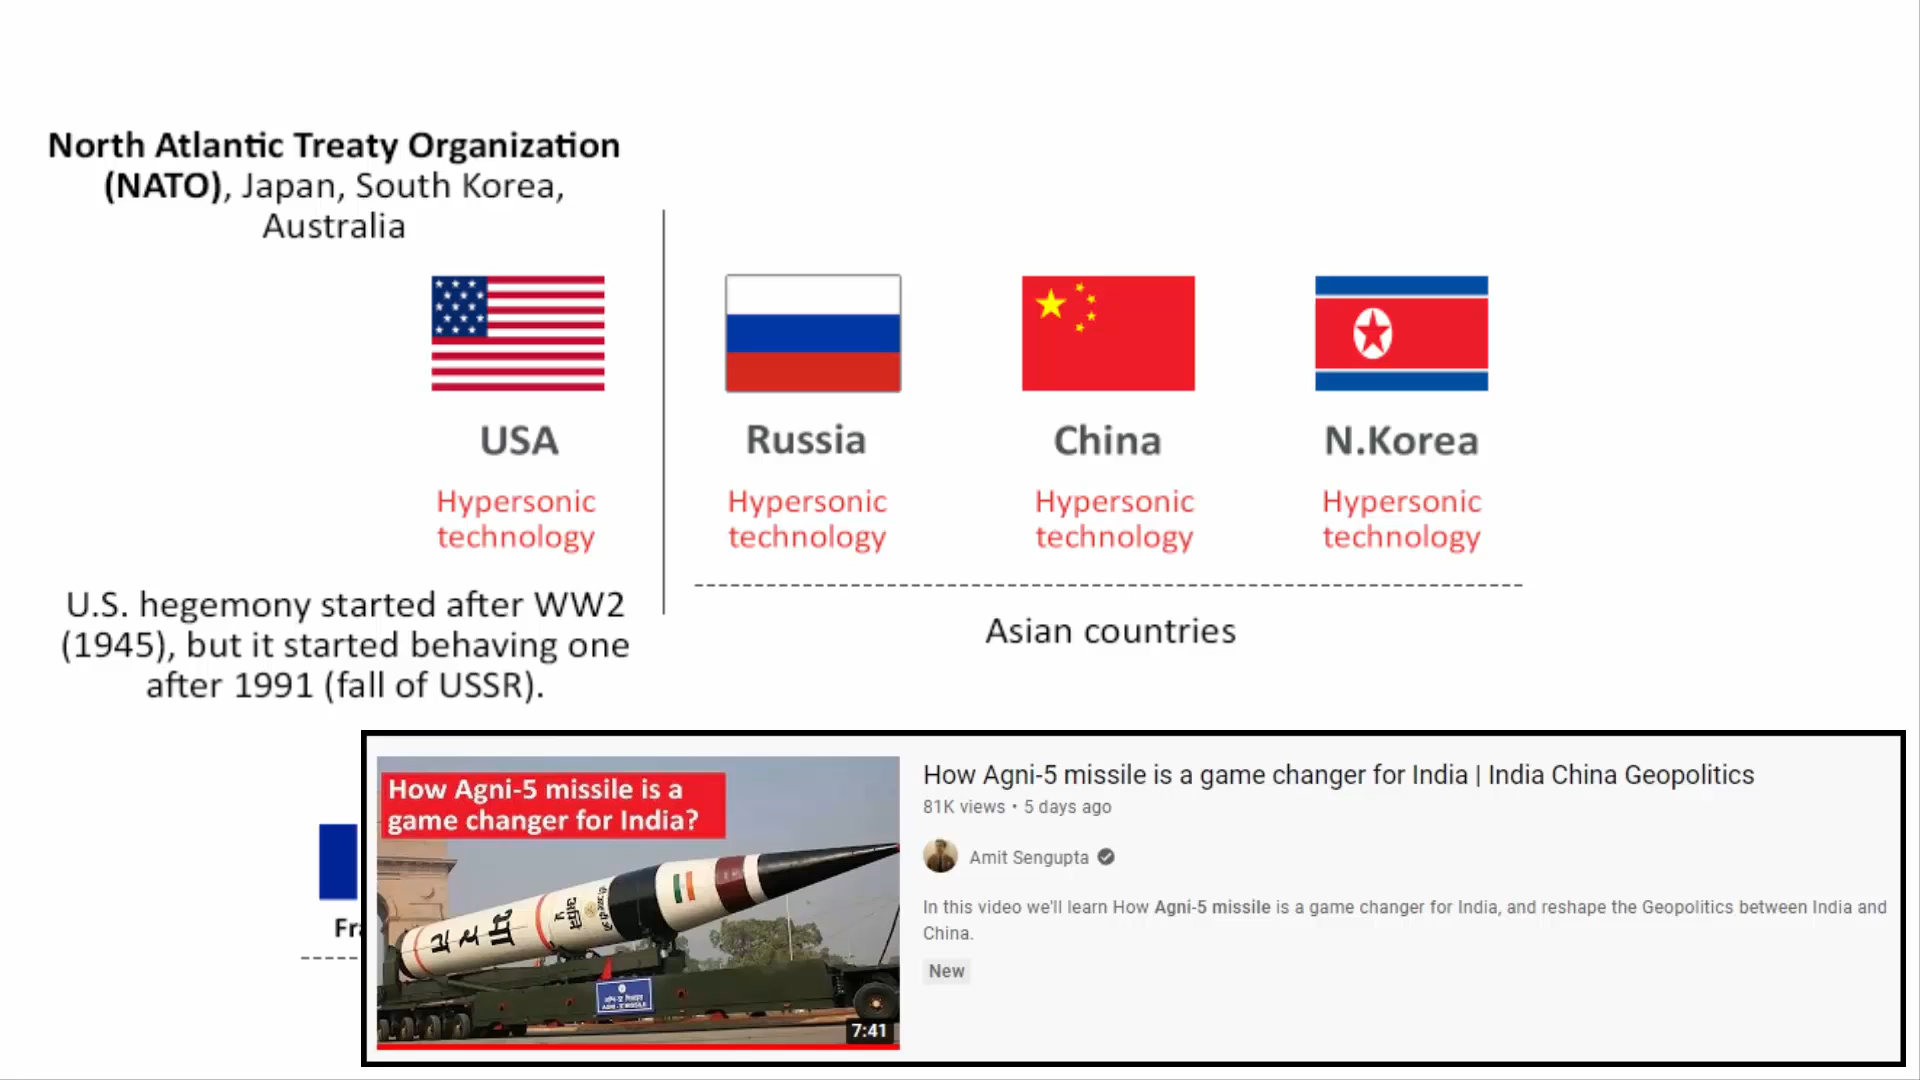 North Atlantic Treaty Organization
(NATO), Japan, South Korea,
Australia
USA
Russia
China
N.Korea
Hypersonic
technology
Hypersonic
technology
Hypersonic
technology
Hypersonic
technology
U.S. hegemony started after WW2
(1945), but it started behaving one
after 1991 (fall of USSR).
Asian countries
Fra
How Agni-5 missile is a
game changer for India?
7:41
How Agni-5 missile is a game changer for India | India China Geopolitics
81K views • 5 days ago
Amit Sengupta
In this video we'll learn How Agni-5 missile is a game changer for India, and reshape the Geopolitics between India and
China.
New